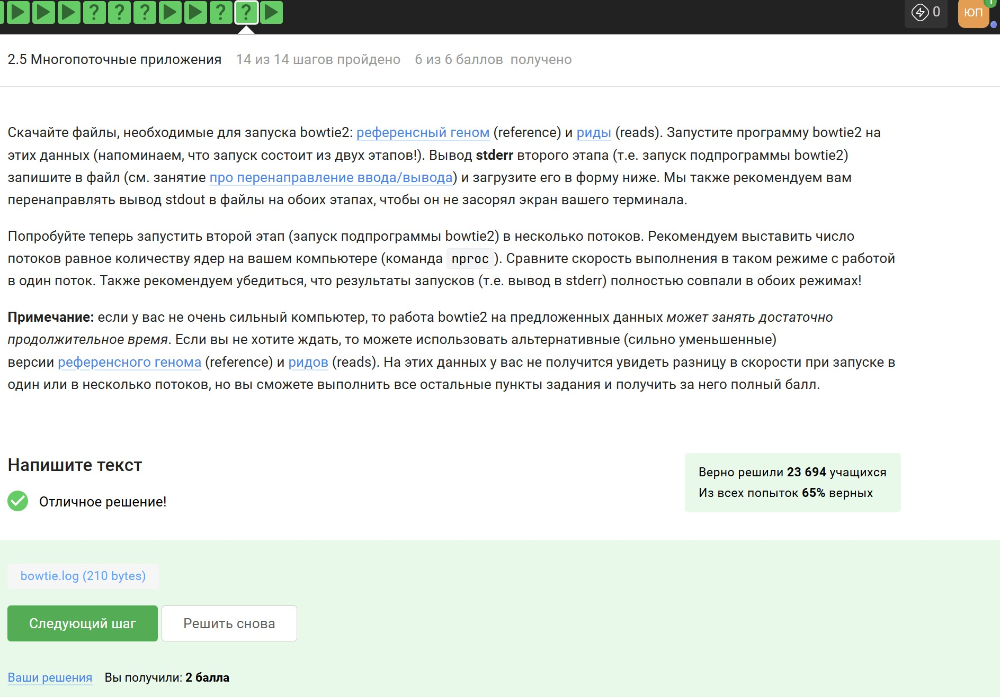 ? ? ? ? ?
0
ЮП
2.5 Многопоточные приложения 14 из 14 шагов пройдено 6 из 6 баллов получено
Скачайте файлы, необходимые для запуска bowtie2: референсный геном (reference) и риды (reads). Запустите программу bowtie2 на
этих данных (напоминаем, что запуск состоит из двух этапов!). Вывод stderr второго этапа (т.е. запуск подпрограммы bowtie2)
запишите в файл (см. занятие про перенаправление ввода/вывода) и загрузите его в форму ниже. Мы также рекомендуем вам
перенаправлять вывод stdout в файлы на обоих этапах, чтобы он не засорял экран вашего терминала.
Попробуйте теперь запустить второй этап (запуск подпрограммы bowtie2) в несколько потоков. Рекомендуем выставить число
потоков равное количеству ядер на вашем компьютере (команда nproc). Сравните скорость выполнения в таком режиме с работой
в один поток. Также рекомендуем убедиться, что результаты запусков (т.е. вывод в stderr) полностью совпали в обоих режимах!
Примечание: если у вас не очень сильный компьютер, то работа bowtie2 на предложенных данных может занять достаточно
продолжительное время. Если вы не хотите ждать, то можете использовать альтернативные (сильно уменьшенные)
версии референсного генома (reference) и ридов (reads). На этих данных у вас не получится увидеть разницу в скорости при запуске в
один или в несколько потоков, но вы сможете выполнить все остальные пункты задания и получить за него полный балл.
Напишите текст
Отличное решение!
Верно решили 23 694 учащихся
Из всех попыток 65% верных
bowtie.log (210 bytes)
Следующий шаг Решить снова
Ваши решения Вы получили: 2 балла